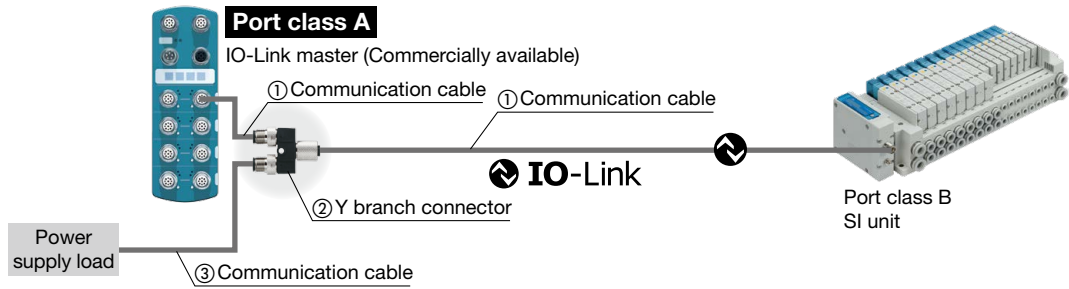 Port class A
IO-Link master (Commercially available)
①Communication cable
①Communication cable
IO-Link
②Y branch connector
Port class B
SI unit
Power
supply load
③Communication cable